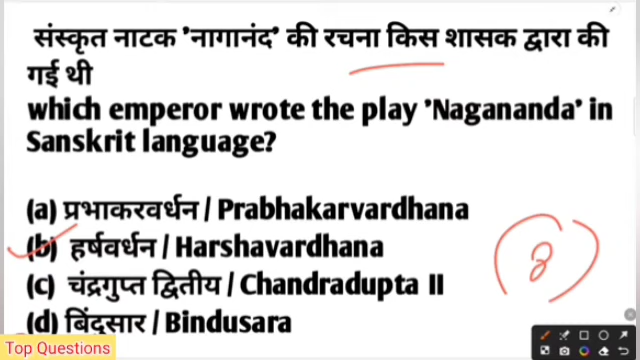 संस्कृत नाटक 'नागानंद' की रचना किस शासक द्वारा की
गई थी
which emperor wrote the play 'Nagananda' in
Sanskrit language?
(a) प्रभाकरवर्धन / Prabhakarvardhana
(b) हर्षवर्धन / Harshavardhana
(c) चंद्रगुप्त द्वितीय / Chandradupta II
(d) बिंदुसार / Bindusara
Top Questions